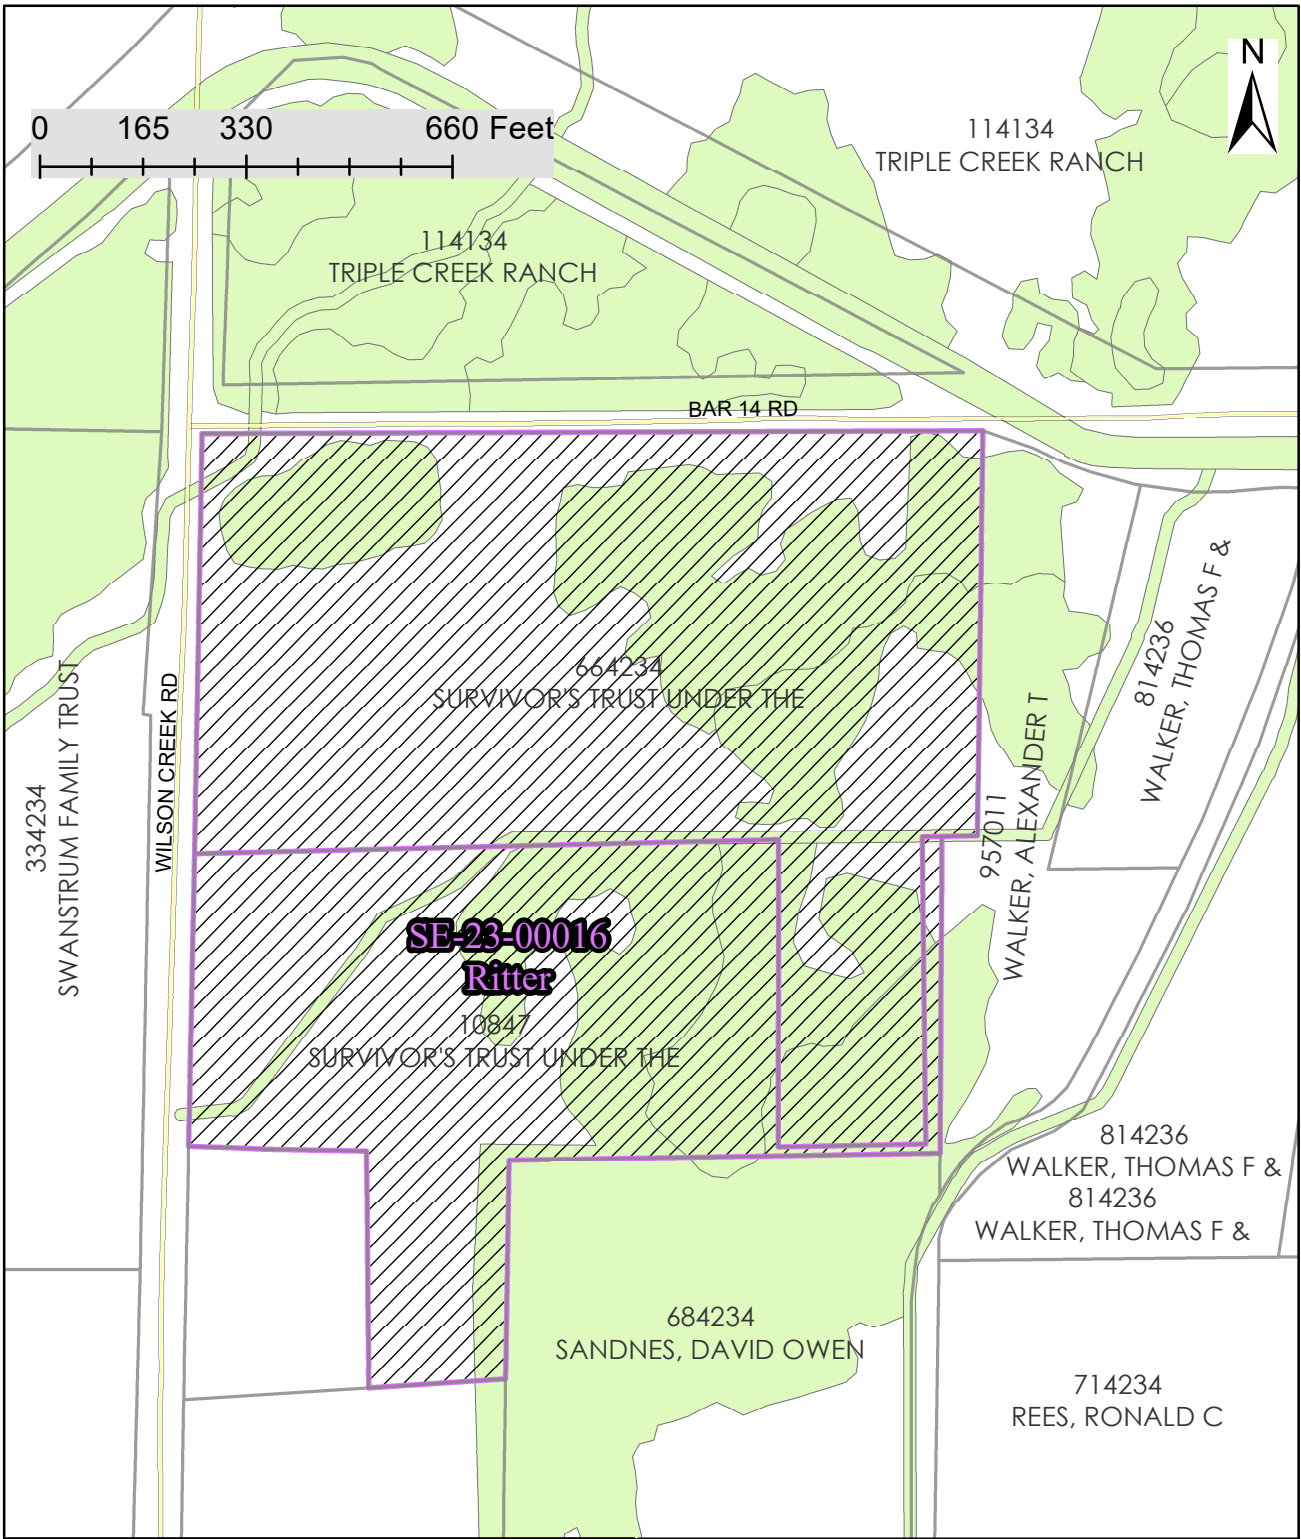 N
0 165 330 660 Feet
114134
TRIPLE CREEK RANCH
114134
TRIPLE CREEK RANCH
BAR 14 RD
664234
SURVIVOR'S TRUST UNDER THE
814236
WALKER, THOMAS F &
334234
SWANSTRUM FAMILY TRUST
WILSON CREEK RD
957011
WALKER, ALEXANDER T
SE-23-00016
Ritter
10847
SURVIVOR'S TRUST UNDER THE
814236
WALKER, THOMAS F &
814236
WALKER, THOMAS F &
684234
SANDNES, DAVID OWEN
714234
REES, RONALD C